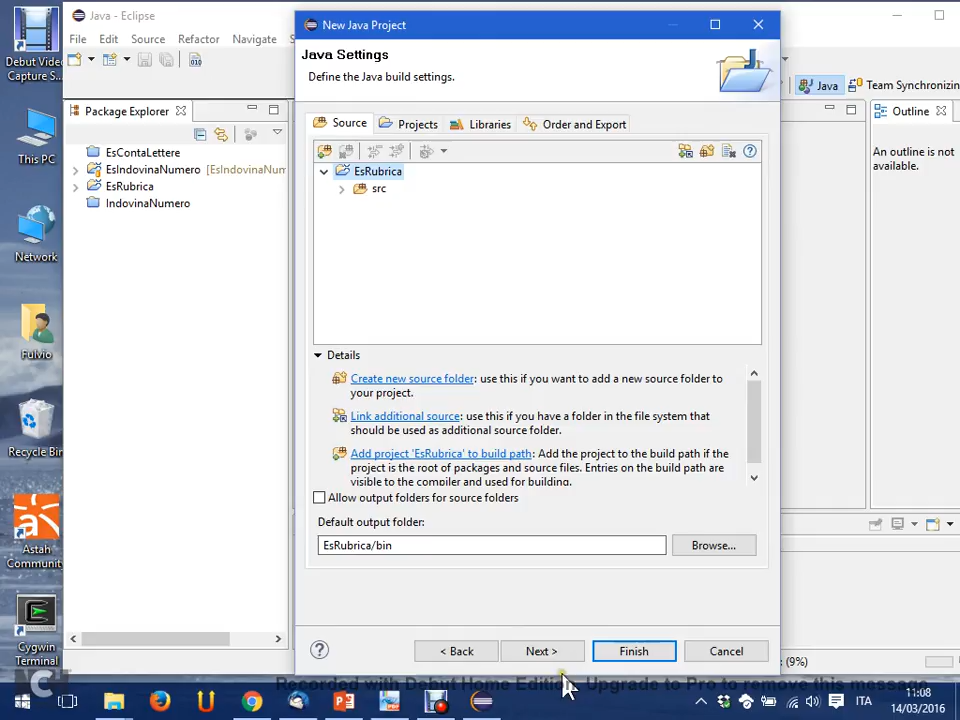 Debut Video
Capture S...
This PC
Network
Fulvio
Recycle Bin
Astah
Community
Cygwin
Terminal
Java - Eclipse
File Edit Source Refactor Navigate S
Package Explorer
EsContaLettere
EsIndovinaNumero [EsIndovinaNum
EsRubrica
IndovinaNumero
New Java Project
Java Settings
Define the Java build settings.
Source Projects Libraries Order and Export
EsRubrica
src
Details
Create new source folder: use this if you want to add a new source folder to
your project.
Link additional source: use this if you have a folder in the file system that
should be used as additional source folder.
Add project 'EsRubrica' to build path: Add the project to the build path if the
project is the root of packages and source files. Entries on the build path are
visible to the compiler and used for building.
Allow output folders for source folders
Default output folder:
EsRubrica/bin Browse...
< Back Next > Finish Cancel
Java Team Synchronizin
Outline
An outline is not
available.
(9%)
Recorded with Debut Home Edition. Upgrade to Pro to remove this message
ITA
11:08
14/03/2016